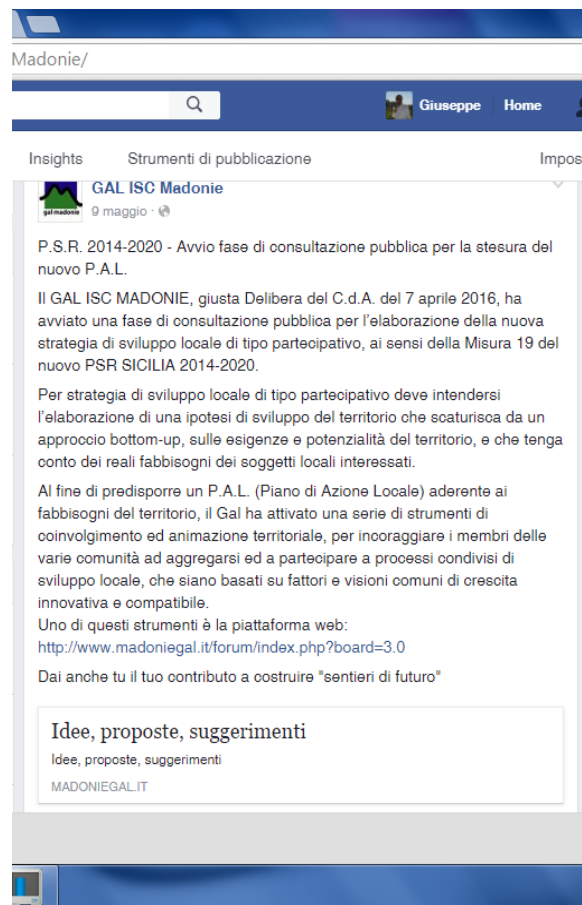 Madonie/
Giuseppe Home
Insights Strumenti di pubblicazione Impos
GAL ISC Madonie
gal madonie
9 maggio ·
P.S.R. 2014-2020 - Avvio fase di consultazione pubblica per la stesura del
nuovo P.A.L.
Il GAL ISC MADONIE, giusta Delibera del C.d.A. del 7 aprile 2016, ha
avviato una fase di consultazione pubblica per l'elaborazione della nuova
strategia di sviluppo locale di tipo partecipativo, ai sensi della Misura 19 del
nuovo PSR SICILIA 2014-2020.
Per strategia di sviluppo locale di tipo partecipativo deve intendersi
l'elaborazione di una ipotesi di sviluppo del territorio che scaturisca da un
approccio bottom-up, sulle esigenze e potenzialità del territorio, e che tenga
conto dei reali fabbisogni dei soggetti locali interessati.
Al fine di predisporre un P.A.L. (Piano di Azione Locale) aderente ai
fabbisogni del territorio, il Gal ha attivato una serie di strumenti di
coinvolgimento ed animazione territoriale, per incoraggiare i membri delle
varie comunità ad aggregarsi ed a partecipare a processi condivisi di
sviluppo locale, che siano basati su fattori e visioni comuni di crescita
innovativa e compatibile.
Uno di questi strumenti è la piattaforma web:
http://www.madoniegal.it/forum/index.php?board=3.0
Dai anche tu il tuo contributo a costruire "sentieri di futuro"
Idee, proposte, suggerimenti
Idee, proposte, suggerimenti
MADONIEGAL.IT